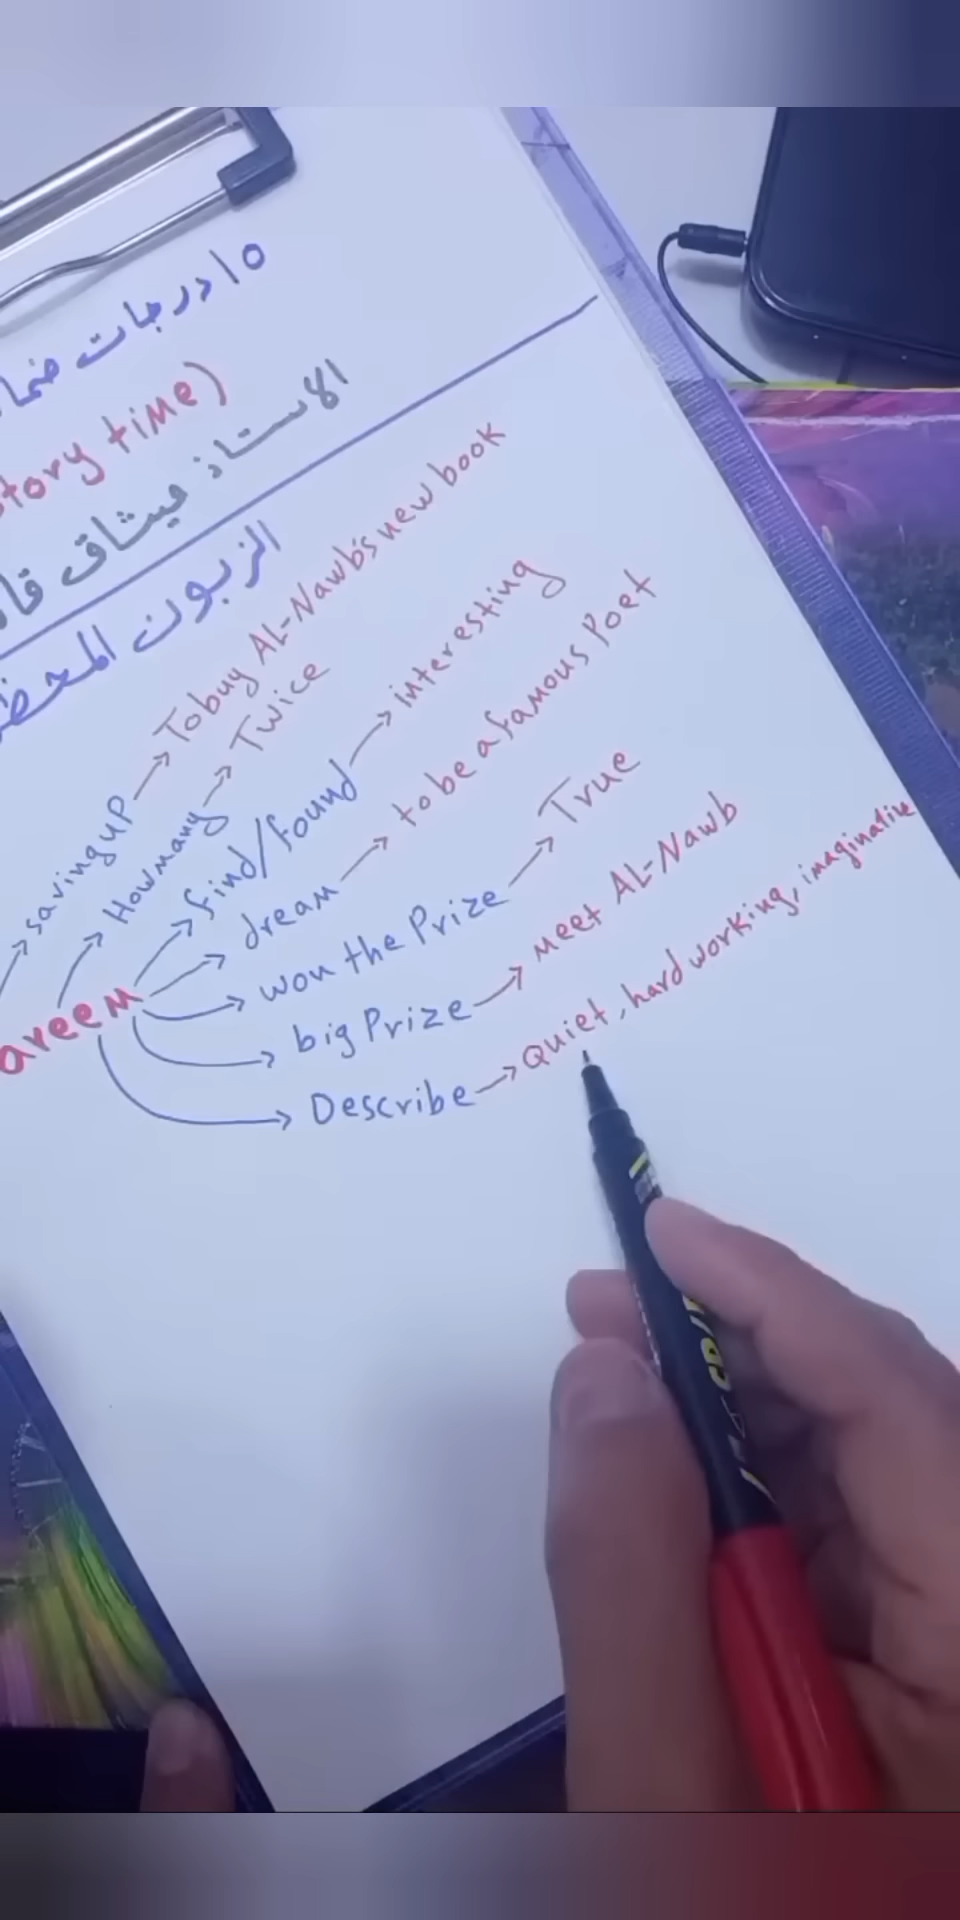 ١٠ درجات
story time)
الاستاذ ميثاق
الزبون
saving up → To buy AL-Nawb's new book
How many → Twice
find/found → interesting
dream → to be a famous Poet
areem
won the Prize → True
big Prize → meet AL-Nawb
Describe → Quiet, hard working, imaginative